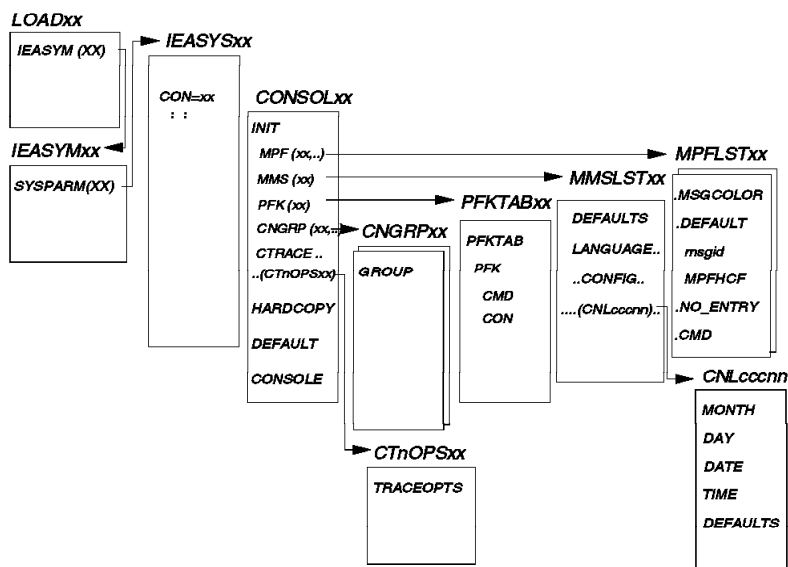 LOADxx
IEASYM (XX)
IEASYMxx
SYSPARM(XX)
IEASYSxx
CON=xx
: :
CONSOLxx
INIT
MPF (xx,..)
MMS (xx)
PFK (xx)
CNGRP (xx,..)
CTRACE ..
..(CTnOPSxx)
HARDCOPY
DEFAULT
CONSOLE
CNGRPxx
GROUP
CTnOPSxx
TRACEOPTS
PFKTABxx
PFKTAB
PFK
CMD
CON
MMSLSTxx
DEFAULTS
LANGUAGE..
..CONFIG..
....(CNLcccnn)..
MPFLSTxx
.MSGCOLOR
.DEFAULT
msgid
MPFHCF
.NO_ENTRY
.CMD
CNLcccnn
MONTH
DAY
DATE
TIME
DEFAULTS